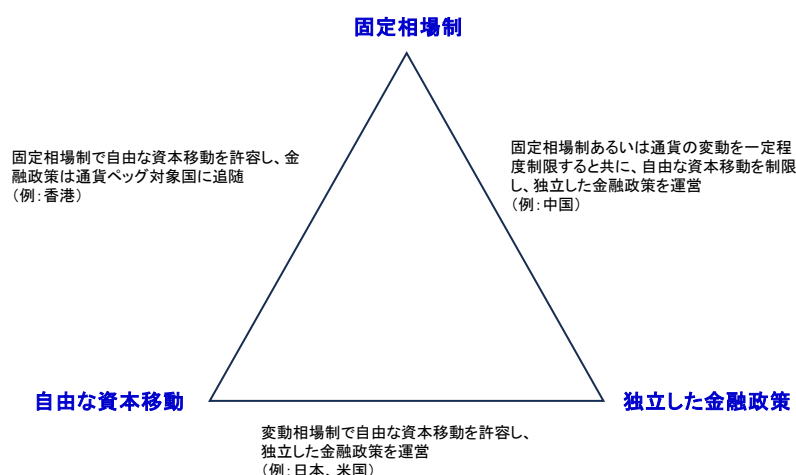 固定相場制
固定相場制で自由な資本移動を許容し、金
融政策は通貨ペッグ対象国に追随
（例：香港）
固定相場制あるいは通貨の変動を一定程
度制限すると共に、自由な資本移動を制限
し、独立した金融政策を運営
（例：中国）
自由な資本移動
独立した金融政策
変動相場制で自由な資本移動を許容し、
独立した金融政策を運営
（例：日本、米国）